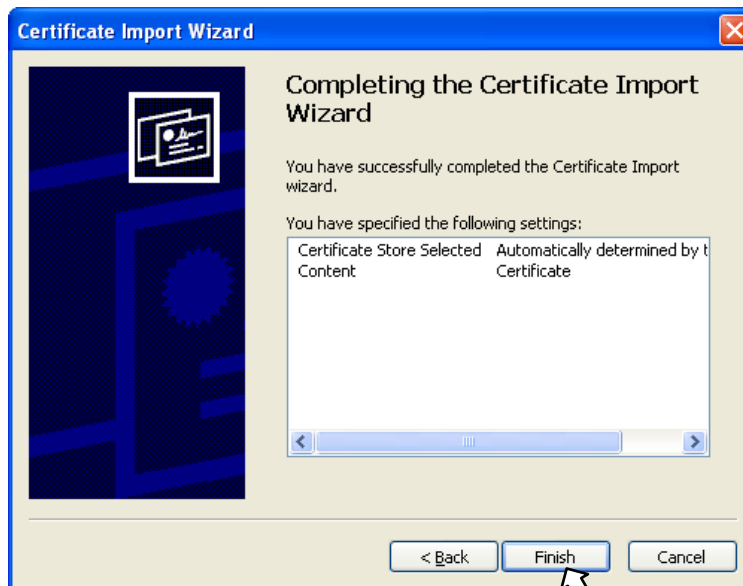 Certificate Import Wizard
Completing the Certificate Import
Wizard
You have successfully completed the Certificate Import
wizard.
You have specified the following settings:
Certificate Store Selected Automatically determined by t
Content Certificate
< Back Finish Cancel